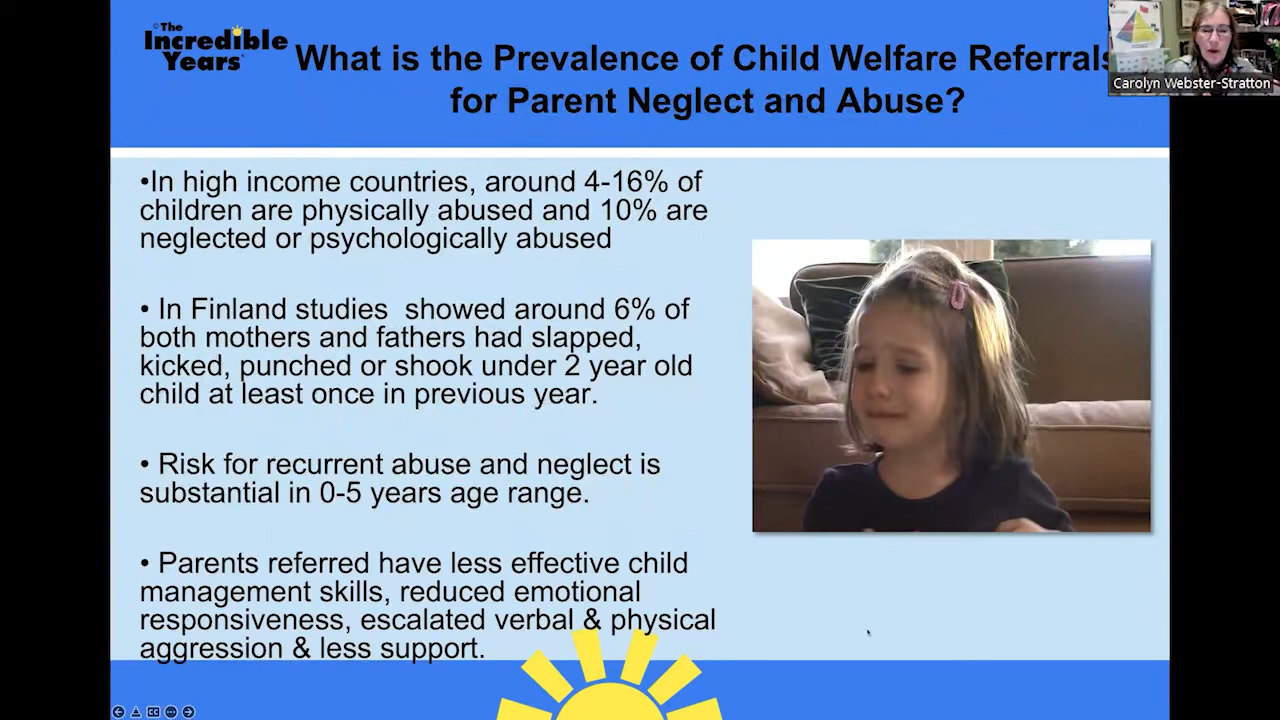 ©The
Incredible
Years®
What is the Prevalence of Child Welfare Referrals
for Parent Neglect and Abuse?
Carolyn Webster-Stratton
•In high income countries, around 4-16% of
children are physically abused and 10% are
neglected or psychologically abused
• In Finland studies  showed around 6% of
both mothers and fathers had slapped,
kicked, punched or shook under 2 year old
child at least once in previous year.
• Risk for recurrent abuse and neglect is
substantial in 0-5 years age range.
• Parents referred have less effective child
management skills, reduced emotional
responsiveness, escalated verbal & physical
aggression & less support.